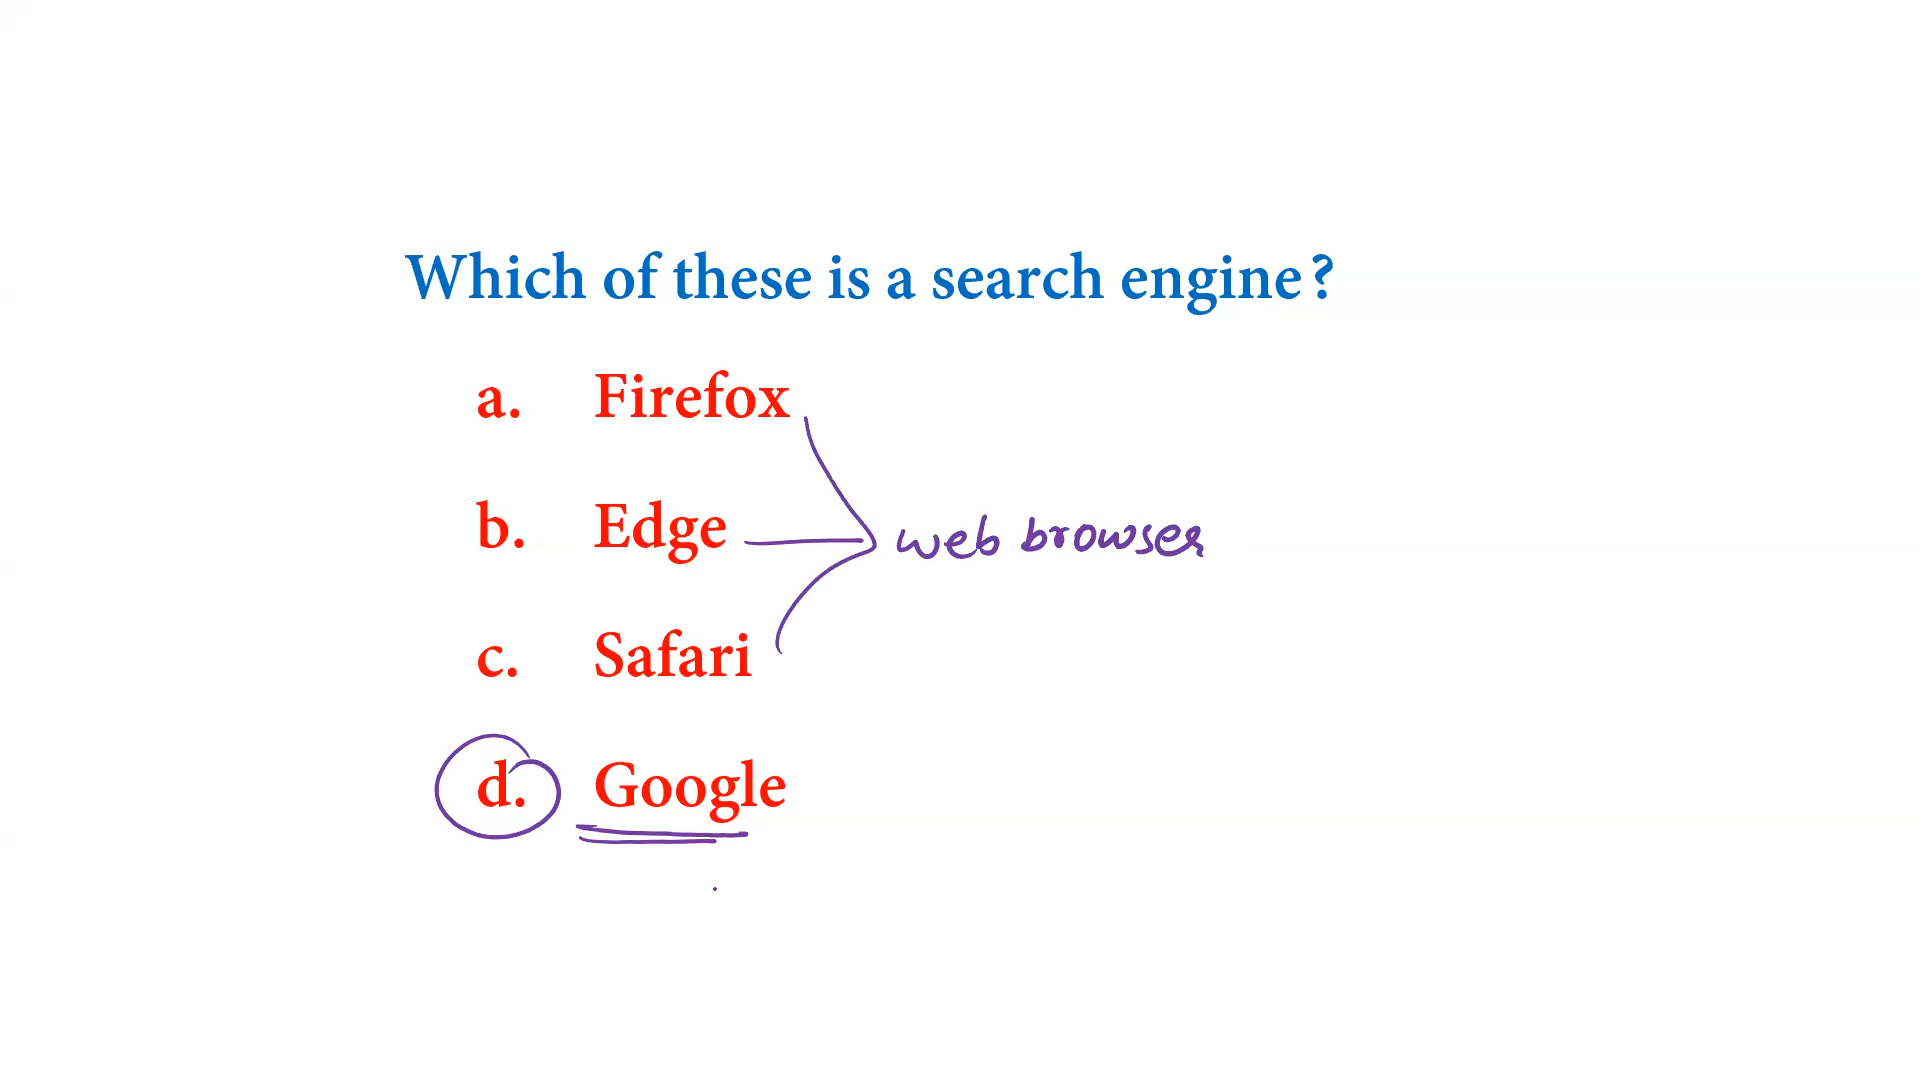 Which of these is a search engine?
a. Firefox
b. Edge
web browser
c. Safari
d. Google